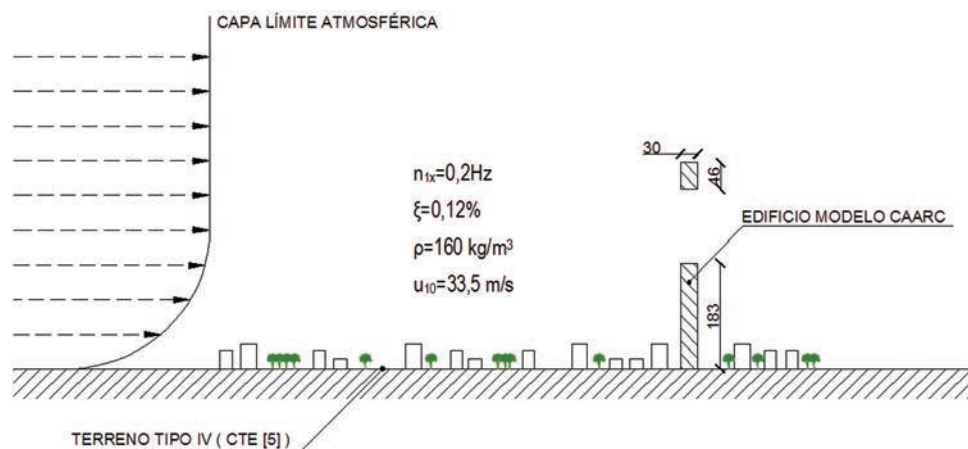 CAPA LÍMITE ATMOSFÉRICA
30
46
n1x=0,2Hz
ξ=0,12%
ρ=160 kg/m³
u10=33,5 m/s
EDIFICIO MODELO CAARC
183
TERRENO TIPO IV ( CTE [5] )